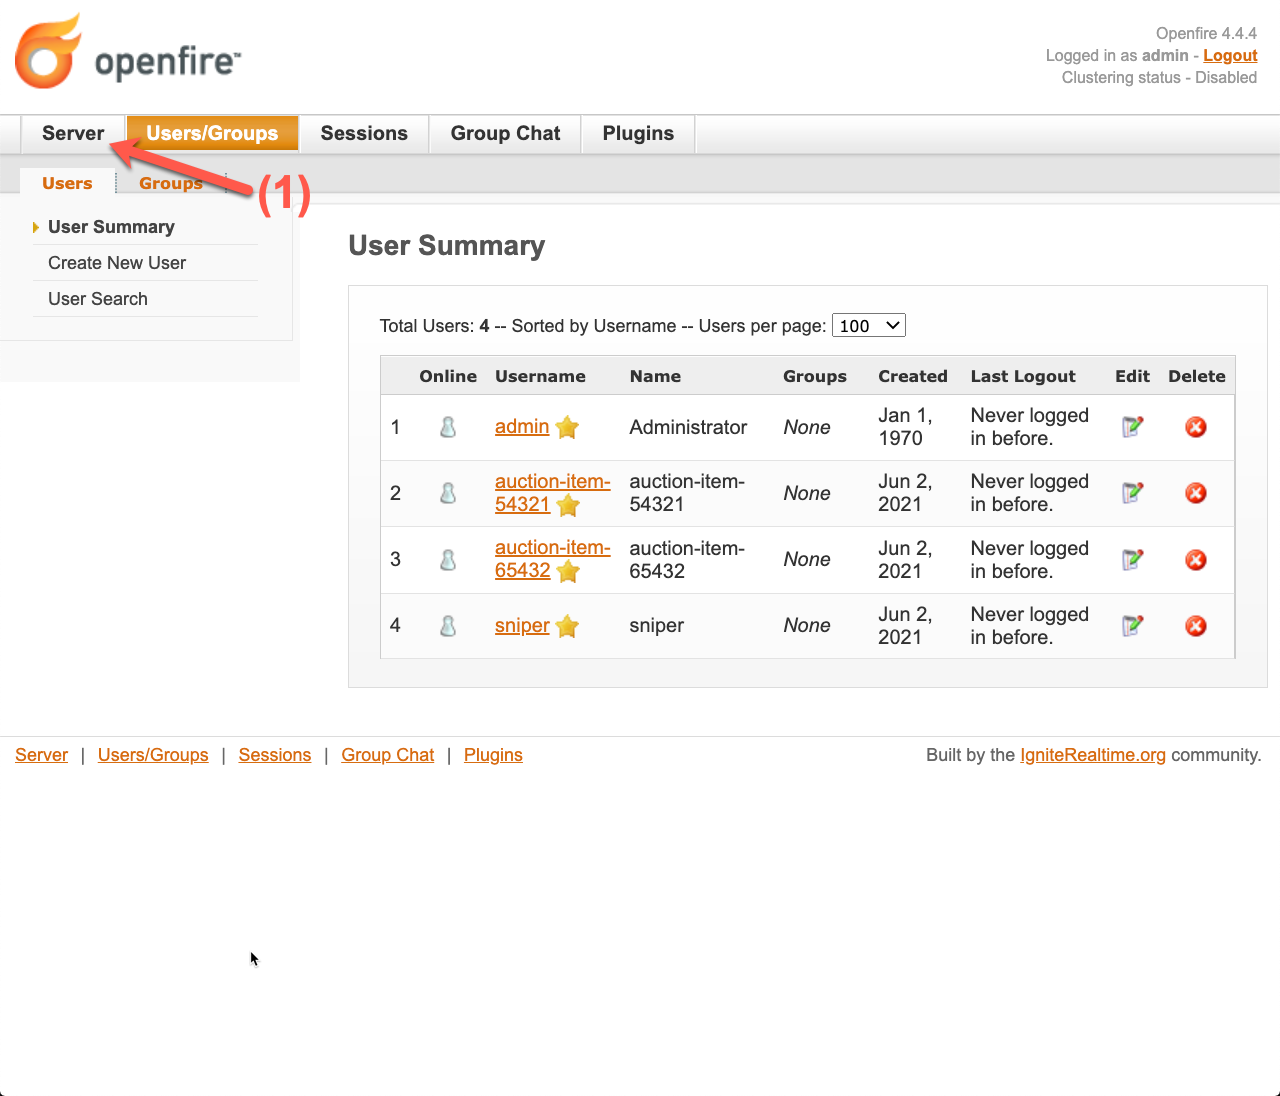 openfire™
Openfire 4.4.4
Logged in as admin - Logout
Clustering status - Disabled
Server Users/Groups Sessions Group Chat Plugins
Users Groups
(1)
User Summary
Create New User
User Search
User Summary
Total Users: 4 -- Sorted by Username -- Users per page: 100
Online Username Name Groups Created Last Logout Edit Delete
1 admin Administrator None Jan 1, 1970 Never logged in before.
2 auction-item-54321 auction-item-54321 None Jun 2, 2021 Never logged in before.
3 auction-item-65432 auction-item-65432 None Jun 2, 2021 Never logged in before.
4 sniper sniper None Jun 2, 2021 Never logged in before.
Server | Users/Groups | Sessions | Group Chat | Plugins
Built by the IgniteRealtime.org community.